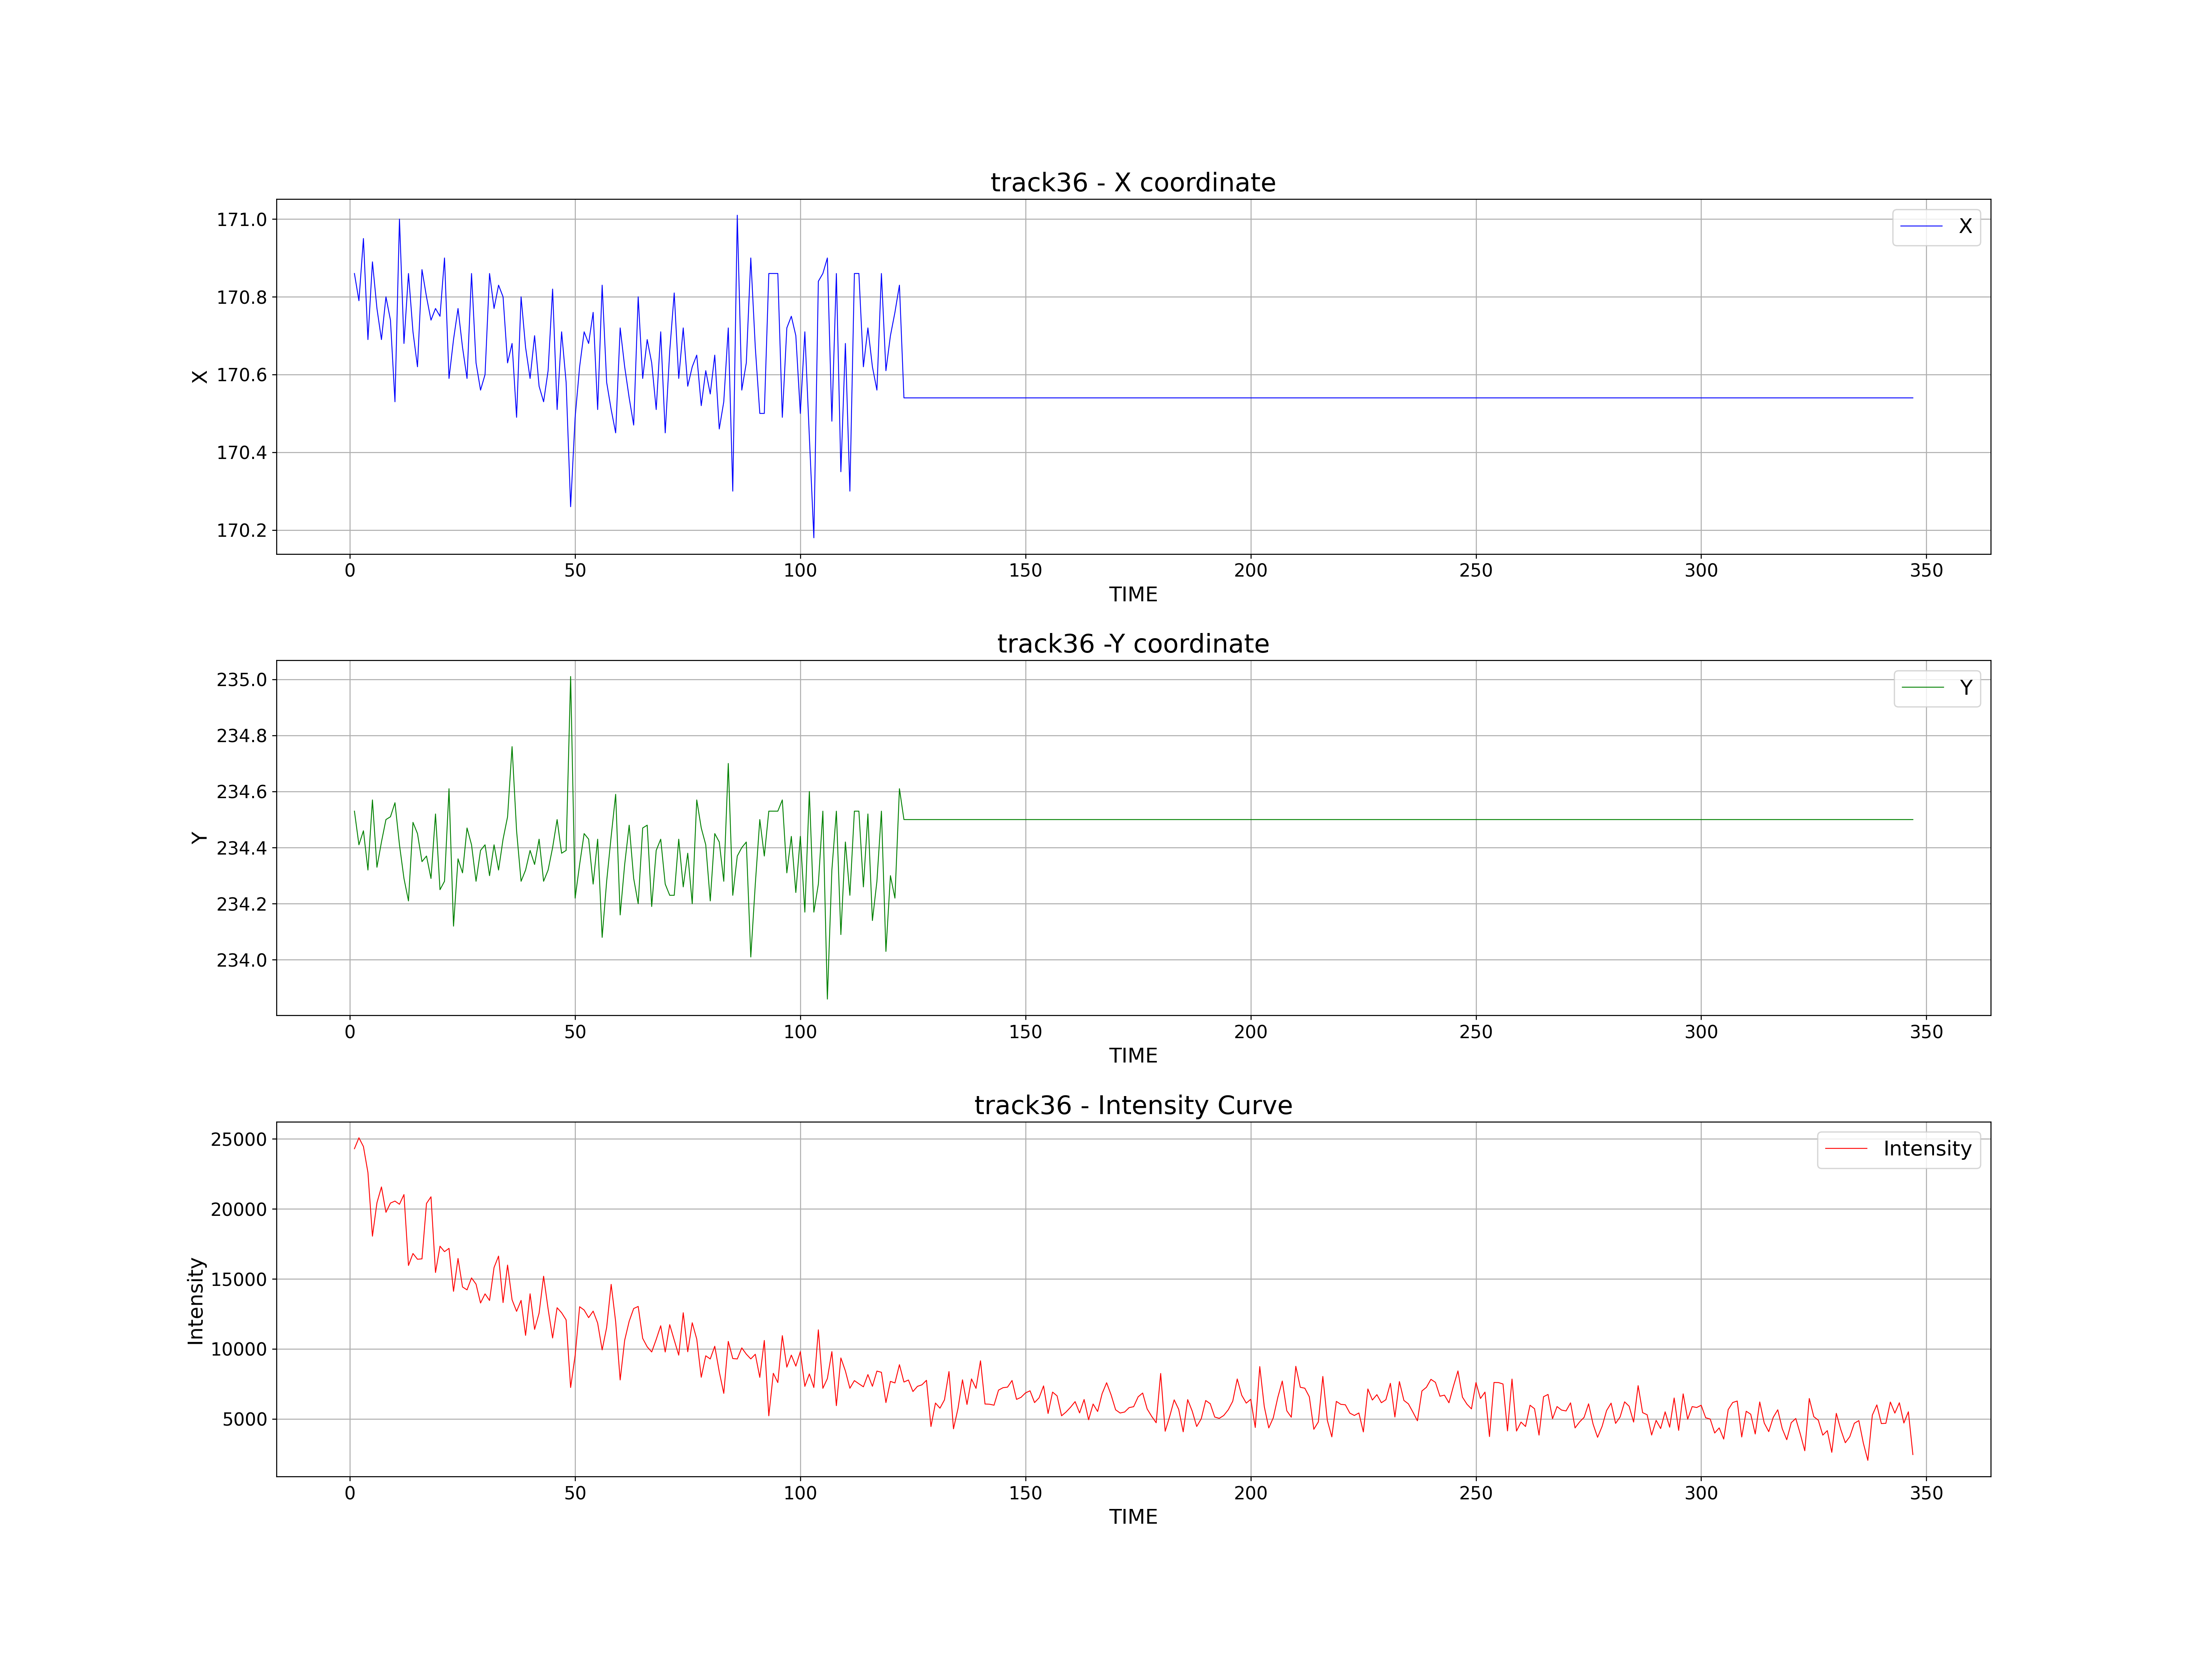 track36 - X coordinate
171.0
170.8
170.6
170.4
170.2
X
X
0 50 100 150 200 250 300 350
TIME
track36 -Y coordinate
235.0
234.8
234.6
234.4
234.2
234.0
Y
Y
0 50 100 150 200 250 300 350
TIME
track36 - Intensity Curve
25000
20000
15000
10000
5000
Intensity
Intensity
0 50 100 150 200 250 300 350
TIME